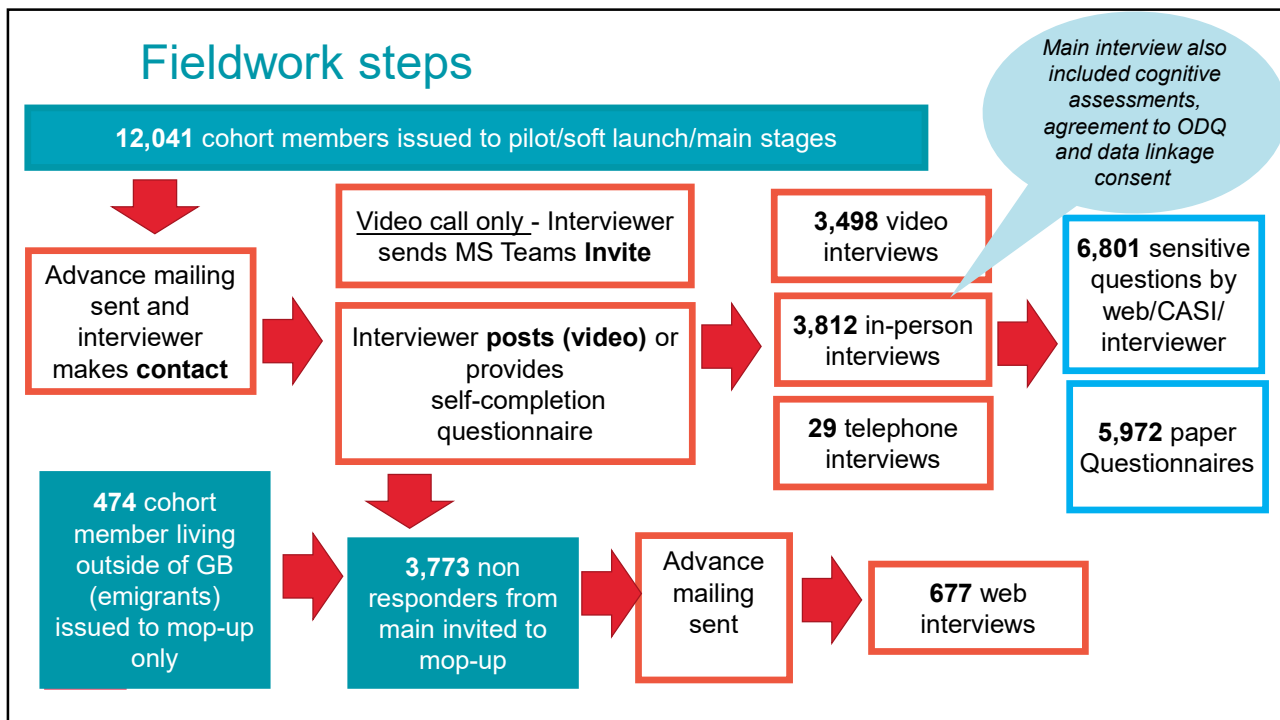 Fieldwork steps
Main interview also
included cognitive
assessments,
agreement to ODQ
and data linkage
consent
12,041 cohort members issued to pilot/soft launch/main stages
Advance mailing
sent and
interviewer
makes contact
Video call only - Interviewer
sends MS Teams Invite
Interviewer posts (video) or
provides
self-completion
questionnaire
3,498 video
interviews
3,812 in-person
interviews
29 telephone
interviews
6,801 sensitive
questions by
web/CASI/
interviewer
5,972 paper
Questionnaires
474 cohort
member living
outside of GB
(emigrants)
issued to mop-up
only
3,773 non
responders from
main invited to
mop-up
Advance
mailing
sent
677 web
interviews